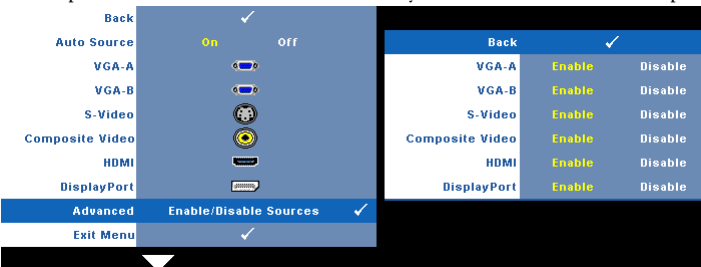 Back ✓
Auto Source On Off
VGA-A
VGA-B
S-Video
Composite Video
HDMI
DisplayPort
Advanced Enable/Disable Sources ✓
Exit Menu ✓
Back ✓
VGA-A Enable Disable
VGA-B Enable Disable
S-Video Enable Disable
Composite Video Enable Disable
HDMI Enable Disable
DisplayPort Enable Disable